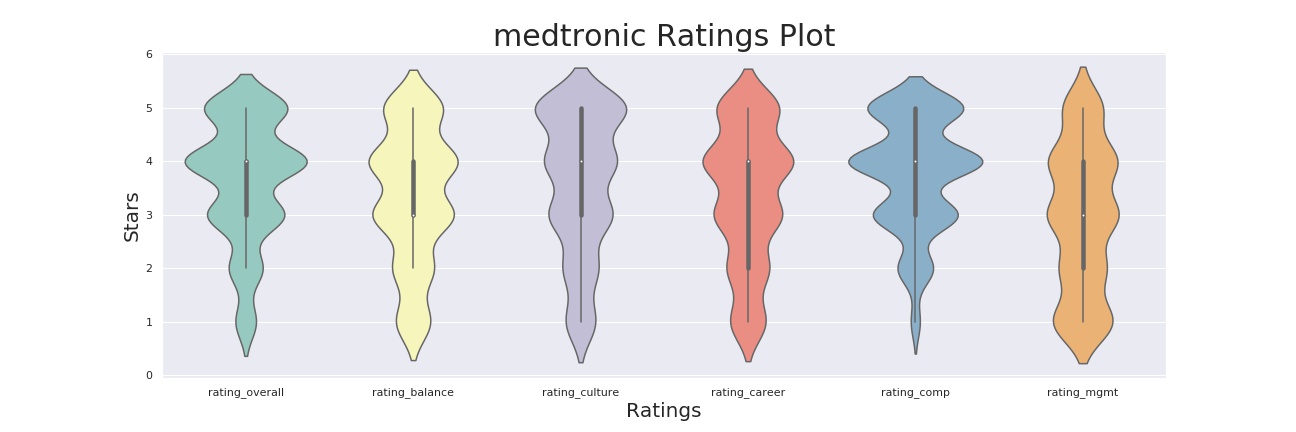 medtronic Ratings Plot
6
5
4
3
2
1
0
Stars
rating_overall rating_balance rating_culture rating_career rating_comp rating_mgmt
Ratings